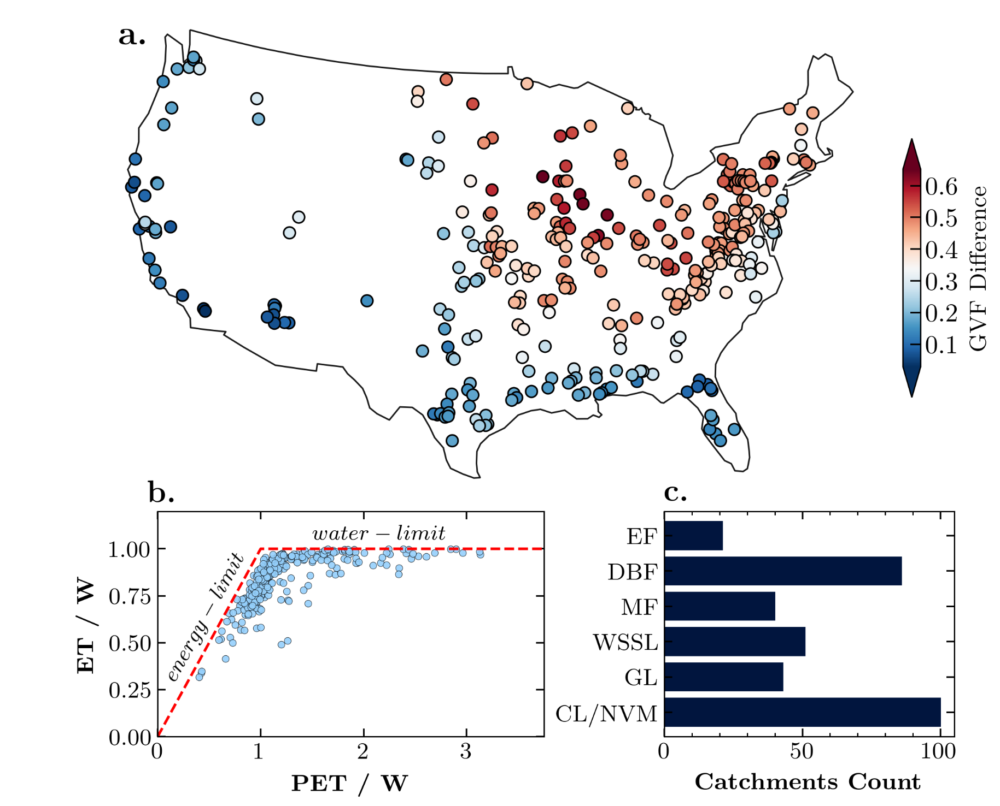 a.
0.6
0.5
0.4
0.3
0.2
0.1
GVF Difference
b.
water − limit
energy − limit
1.00
0.75
0.50
0.25
0.00
ET / W
0 1 2 3
PET / W
c.
EF
DBF
MF
WSSL
GL
CL/NVM
0 50 100
Catchments Count